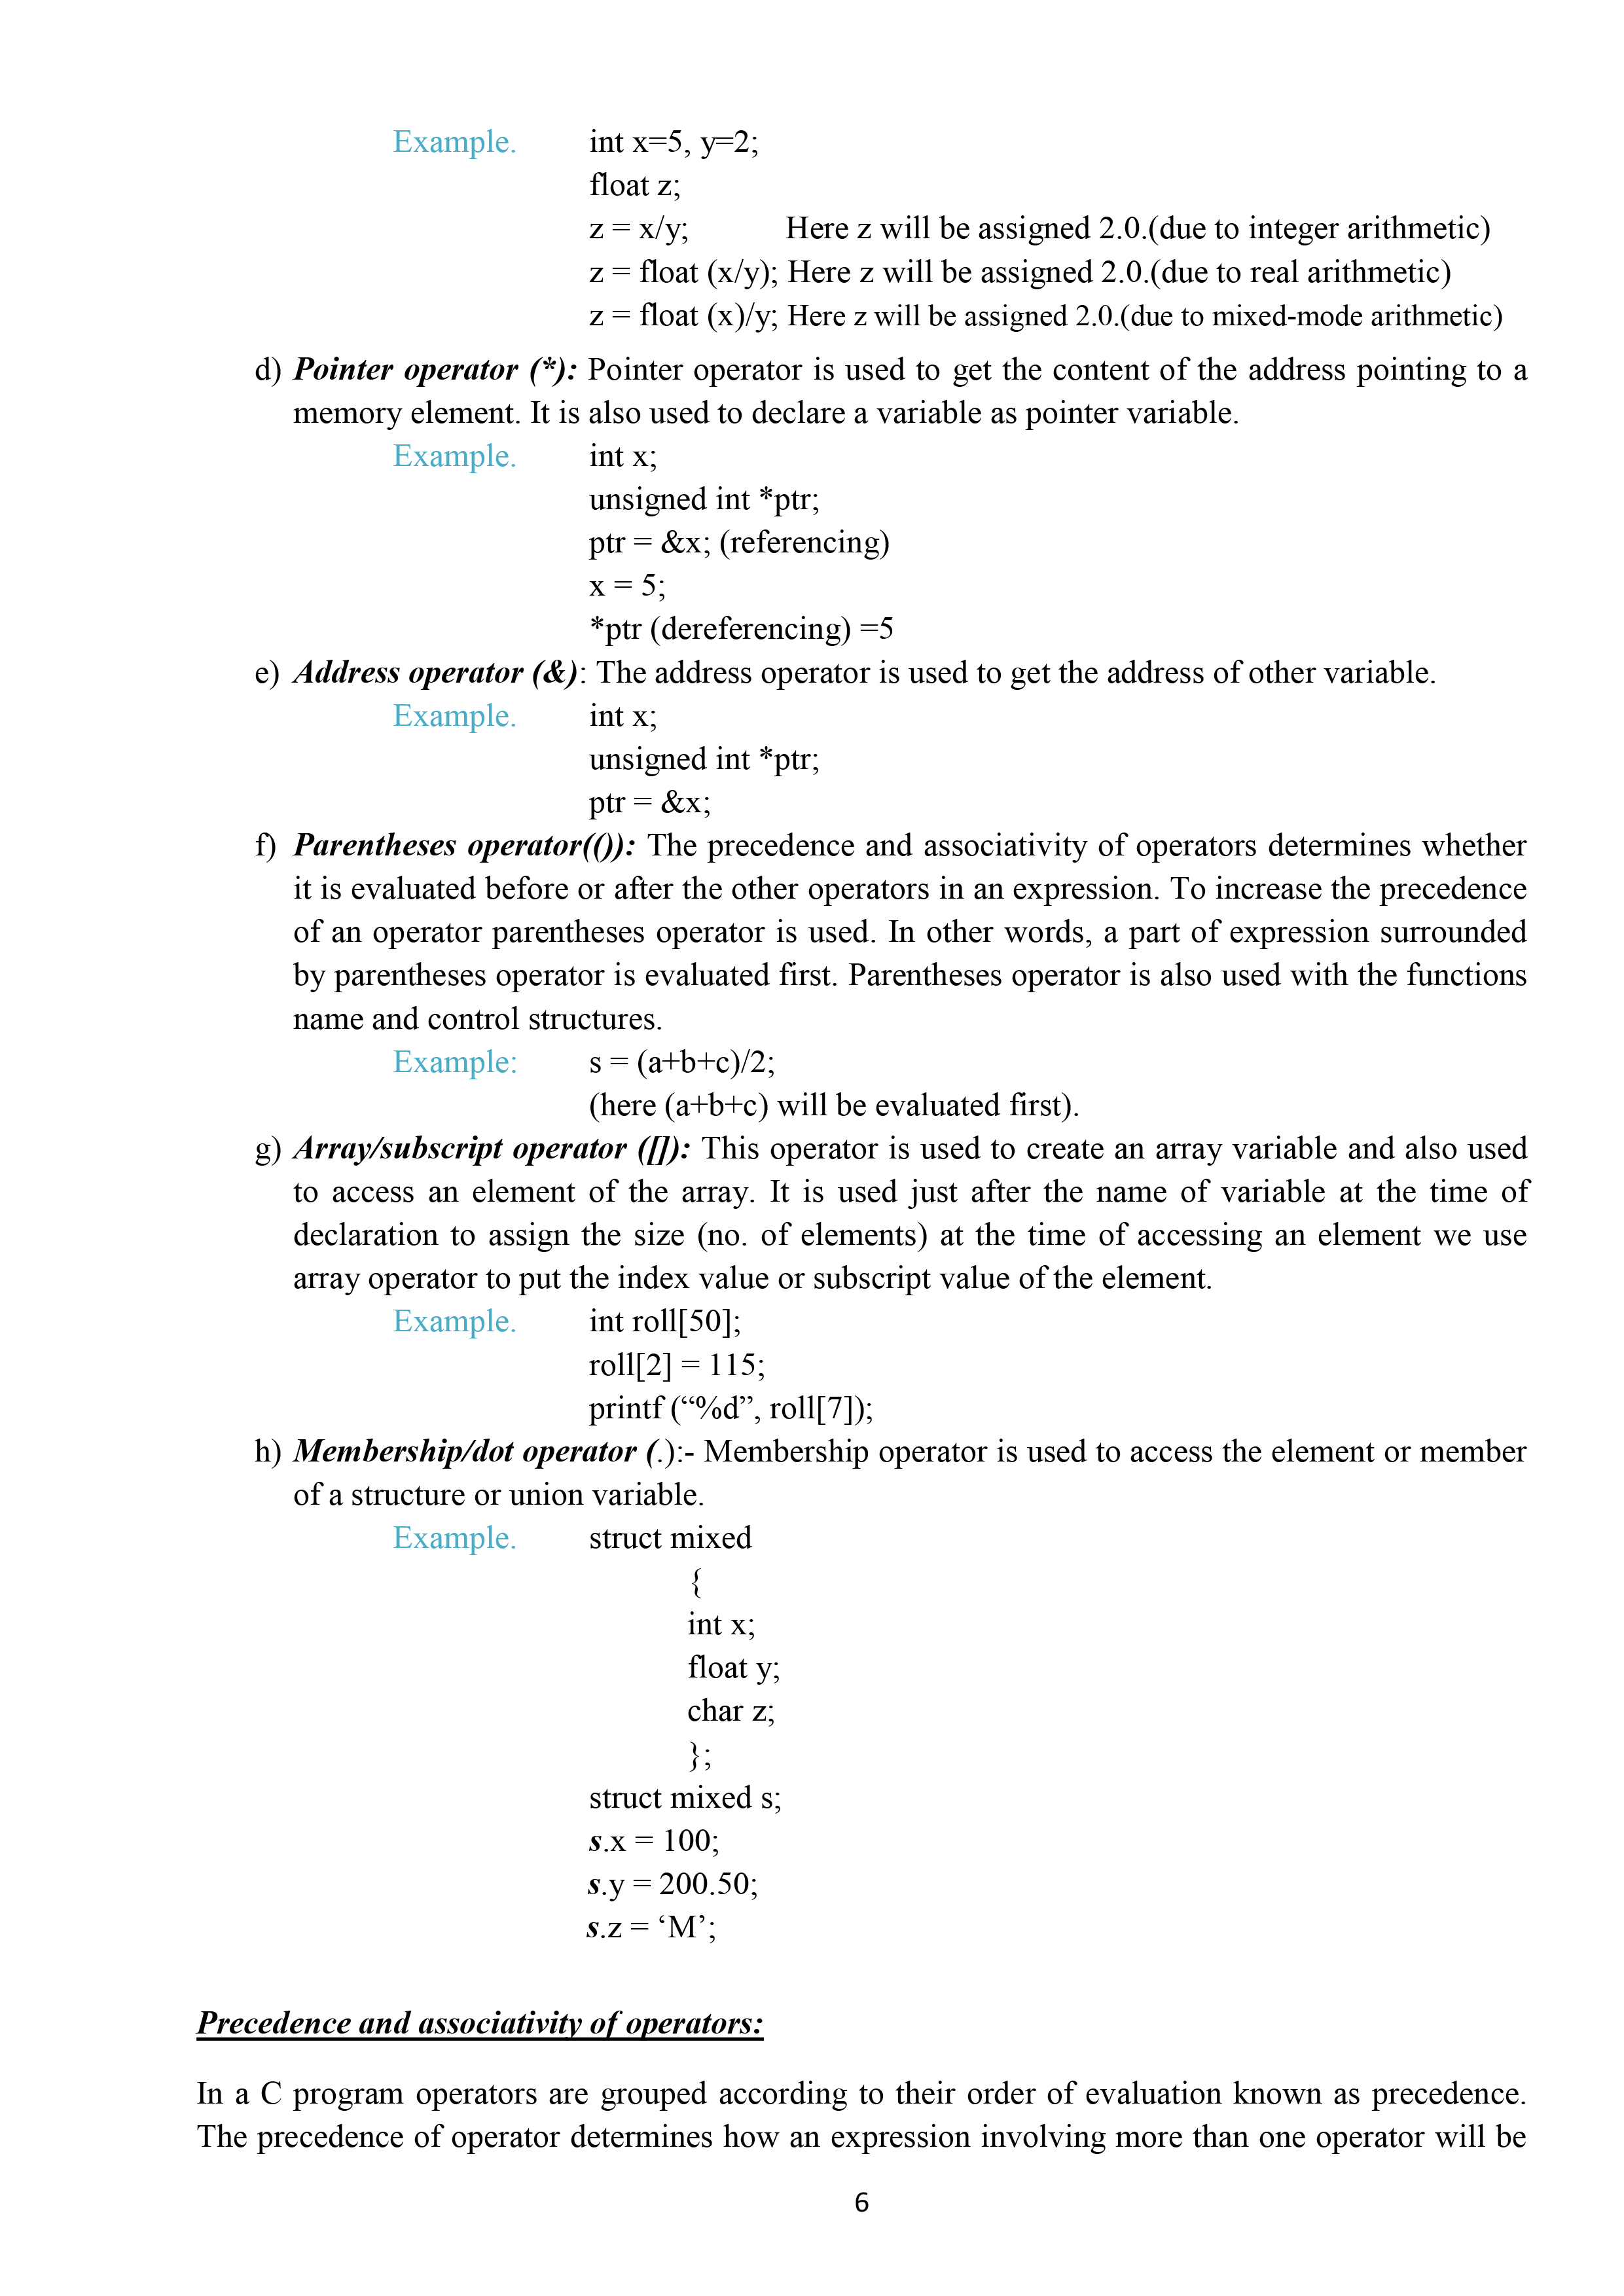 Example. int x=5, y=2;
float z;
z = x/y; Here z will be assigned 2.0.(due to integer arithmetic)
z = float (x/y); Here z will be assigned 2.0.(due to real arithmetic)
z = float (x)/y; Here z will be assigned 2.0.(due to mixed-mode arithmetic)
d) Pointer operator (*): Pointer operator is used to get the content of the address pointing to a
memory element. It is also used to declare a variable as pointer variable.
Example. int x;
unsigned int *ptr;
ptr = &x; (referencing)
x = 5;
*ptr (dereferencing) =5
e) Address operator (&): The address operator is used to get the address of other variable.
Example. int x;
unsigned int *ptr;
ptr = &x;
f) Parentheses operator(()): The precedence and associativity of operators determines whether
it is evaluated before or after the other operators in an expression. To increase the precedence
of an operator parentheses operator is used. In other words, a part of expression surrounded
by parentheses operator is evaluated first. Parentheses operator is also used with the functions
name and control structures.
Example: s = (a+b+c)/2;
(here (a+b+c) will be evaluated first).
g) Array/subscript operator ([]): This operator is used to create an array variable and also used
to access an element of the array. It is used just after the name of variable at the time of
declaration to assign the size (no. of elements) at the time of accessing an element we use
array operator to put the index value or subscript value of the element.
Example. int roll[50];
roll[2] = 115;
printf (“%d”, roll[7]);
h) Membership/dot operator (.):- Membership operator is used to access the element or member
of a structure or union variable.
Example. struct mixed
{
int x;
float y;
char z;
};
struct mixed s;
s.x = 100;
s.y = 200.50;
s.z = ‘M’;
Precedence and associativity of operators:
In a C program operators are grouped according to their order of evaluation known as precedence.
The precedence of operator determines how an expression involving more than one operator will be
6